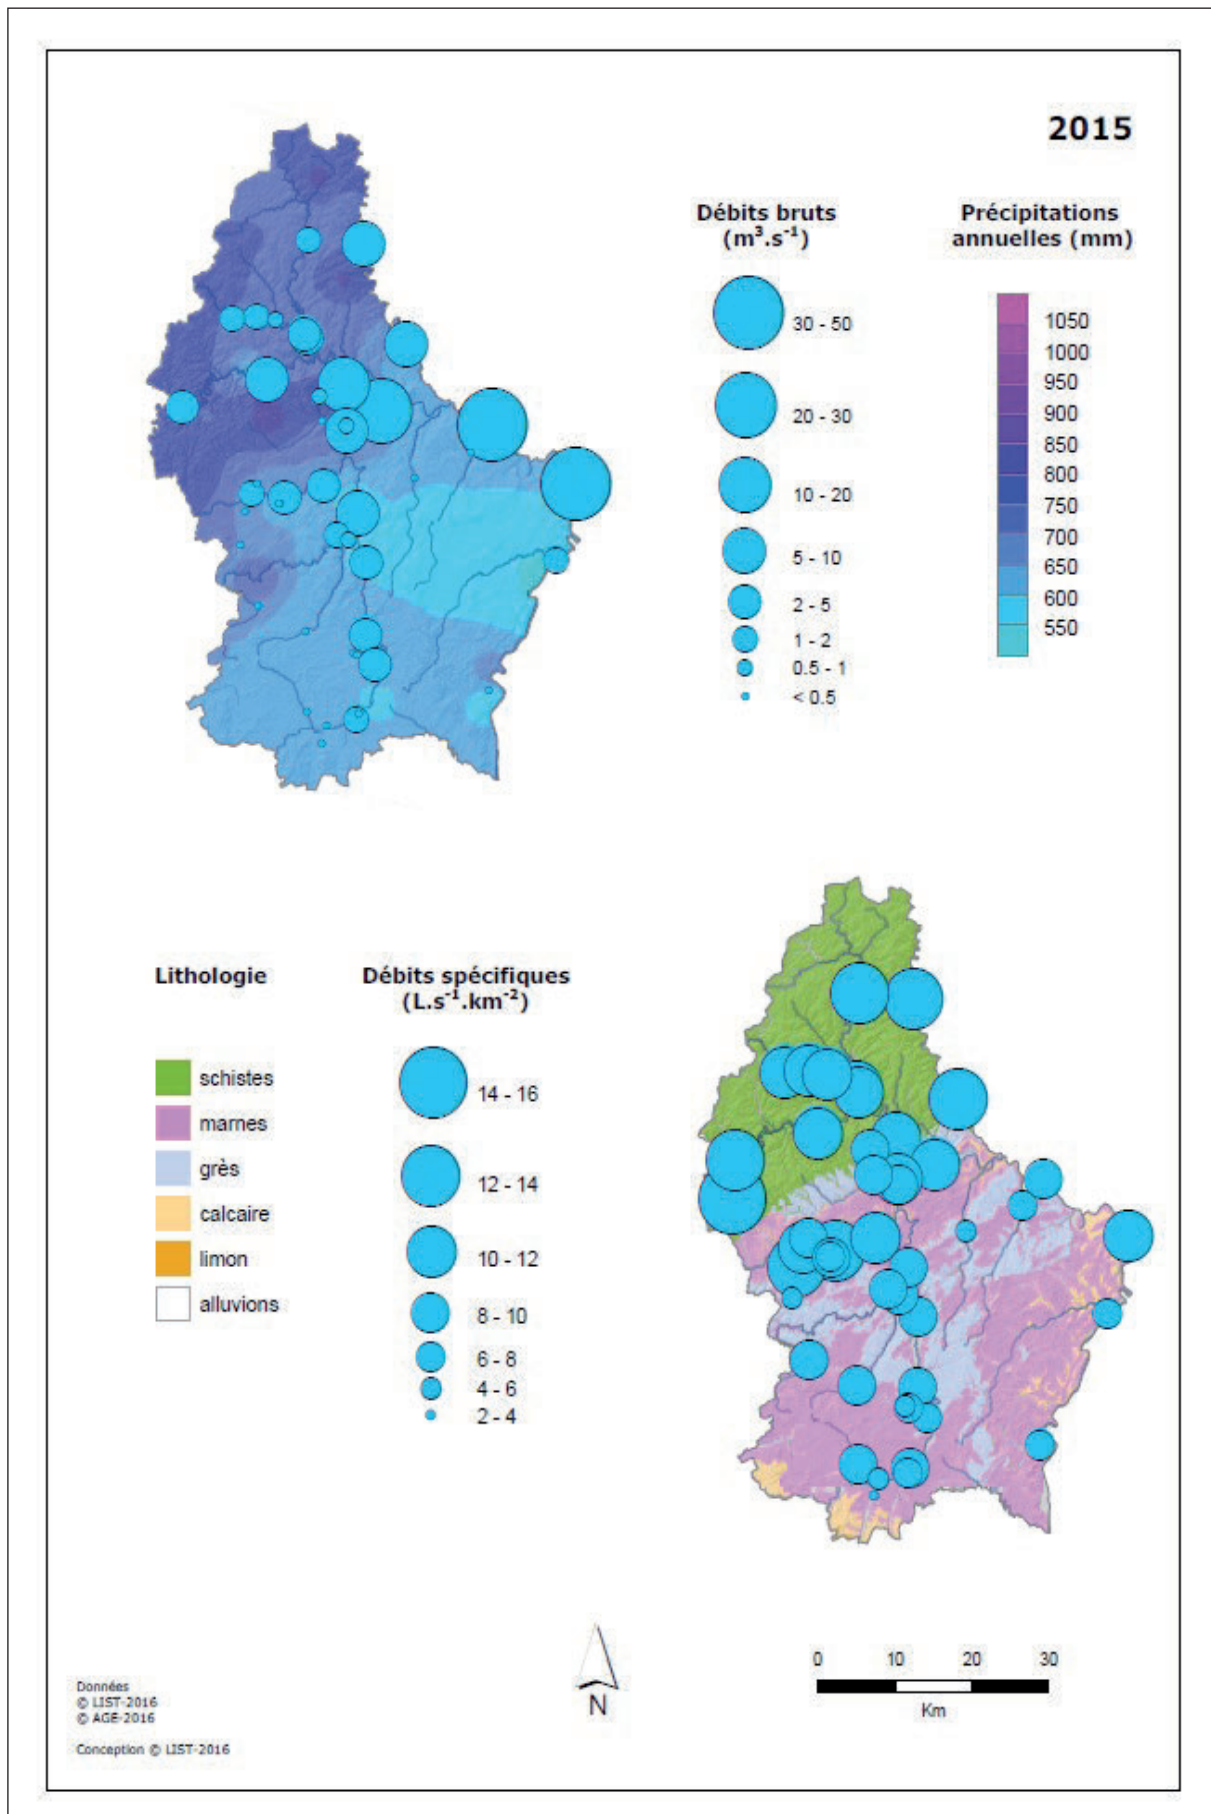 2015
Débits bruts
(m³.s⁻¹)
30 - 50
20 - 30
10 - 20
5 - 10
2 - 5
1 - 2
0.5 - 1
< 0.5
Précipitations
annuelles (mm)
1050
1000
950
900
850
800
750
700
650
600
550
Lithologie
schistes
marnes
grès
calcaire
limon
alluvions
Débits spécifiques
(L.s⁻¹.km⁻²)
14 - 16
12 - 14
10 - 12
8 - 10
6 - 8
4 - 6
2 - 4
N
0 10 20 30
Km
Données
© LIST-2016
© AGE-2016
Conception © LIST-2016